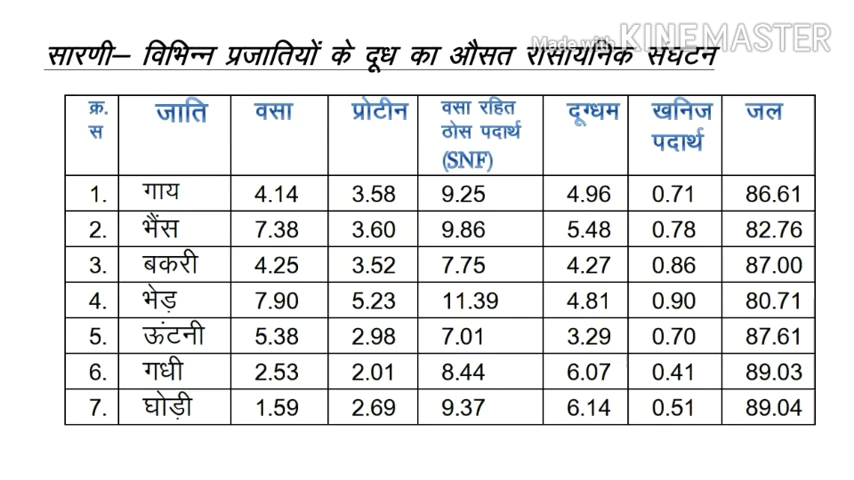 सारणी– विभिन्न प्रजातियों के दूध का औसत रासायनिक संघटन
Made with KINEMASTER
क्र. स जाति वसा प्रोटीन वसा रहित ठोस पदार्थ (SNF) दूग्धम खनिज पदार्थ जल
1. गाय 4.14 3.58 9.25 4.96 0.71 86.61
2. भैंस 7.38 3.60 9.86 5.48 0.78 82.76
3. बकरी 4.25 3.52 7.75 4.27 0.86 87.00
4. भेड़ 7.90 5.23 11.39 4.81 0.90 80.71
5. ऊंटनी 5.38 2.98 7.01 3.29 0.70 87.61
6. गधी 2.53 2.01 8.44 6.07 0.41 89.03
7. घोड़ी 1.59 2.69 9.37 6.14 0.51 89.04